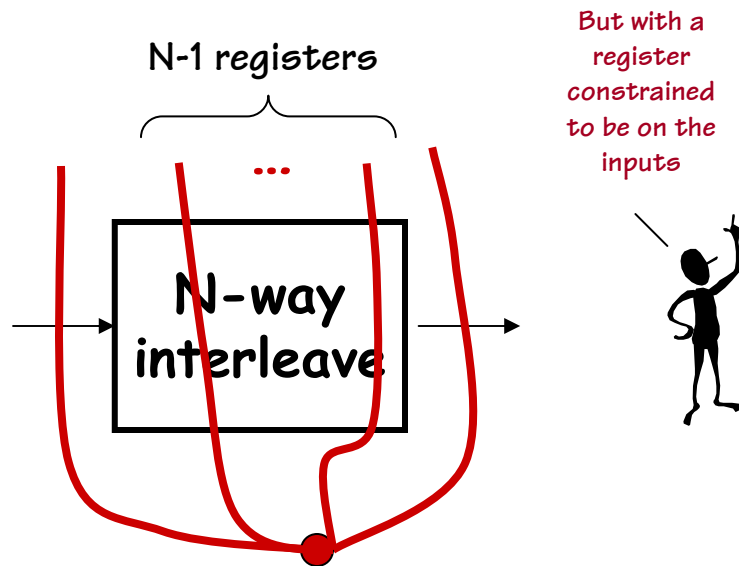 N-1 registers
...
N-way
interleave
But with a
register
constrained
to be on the
inputs